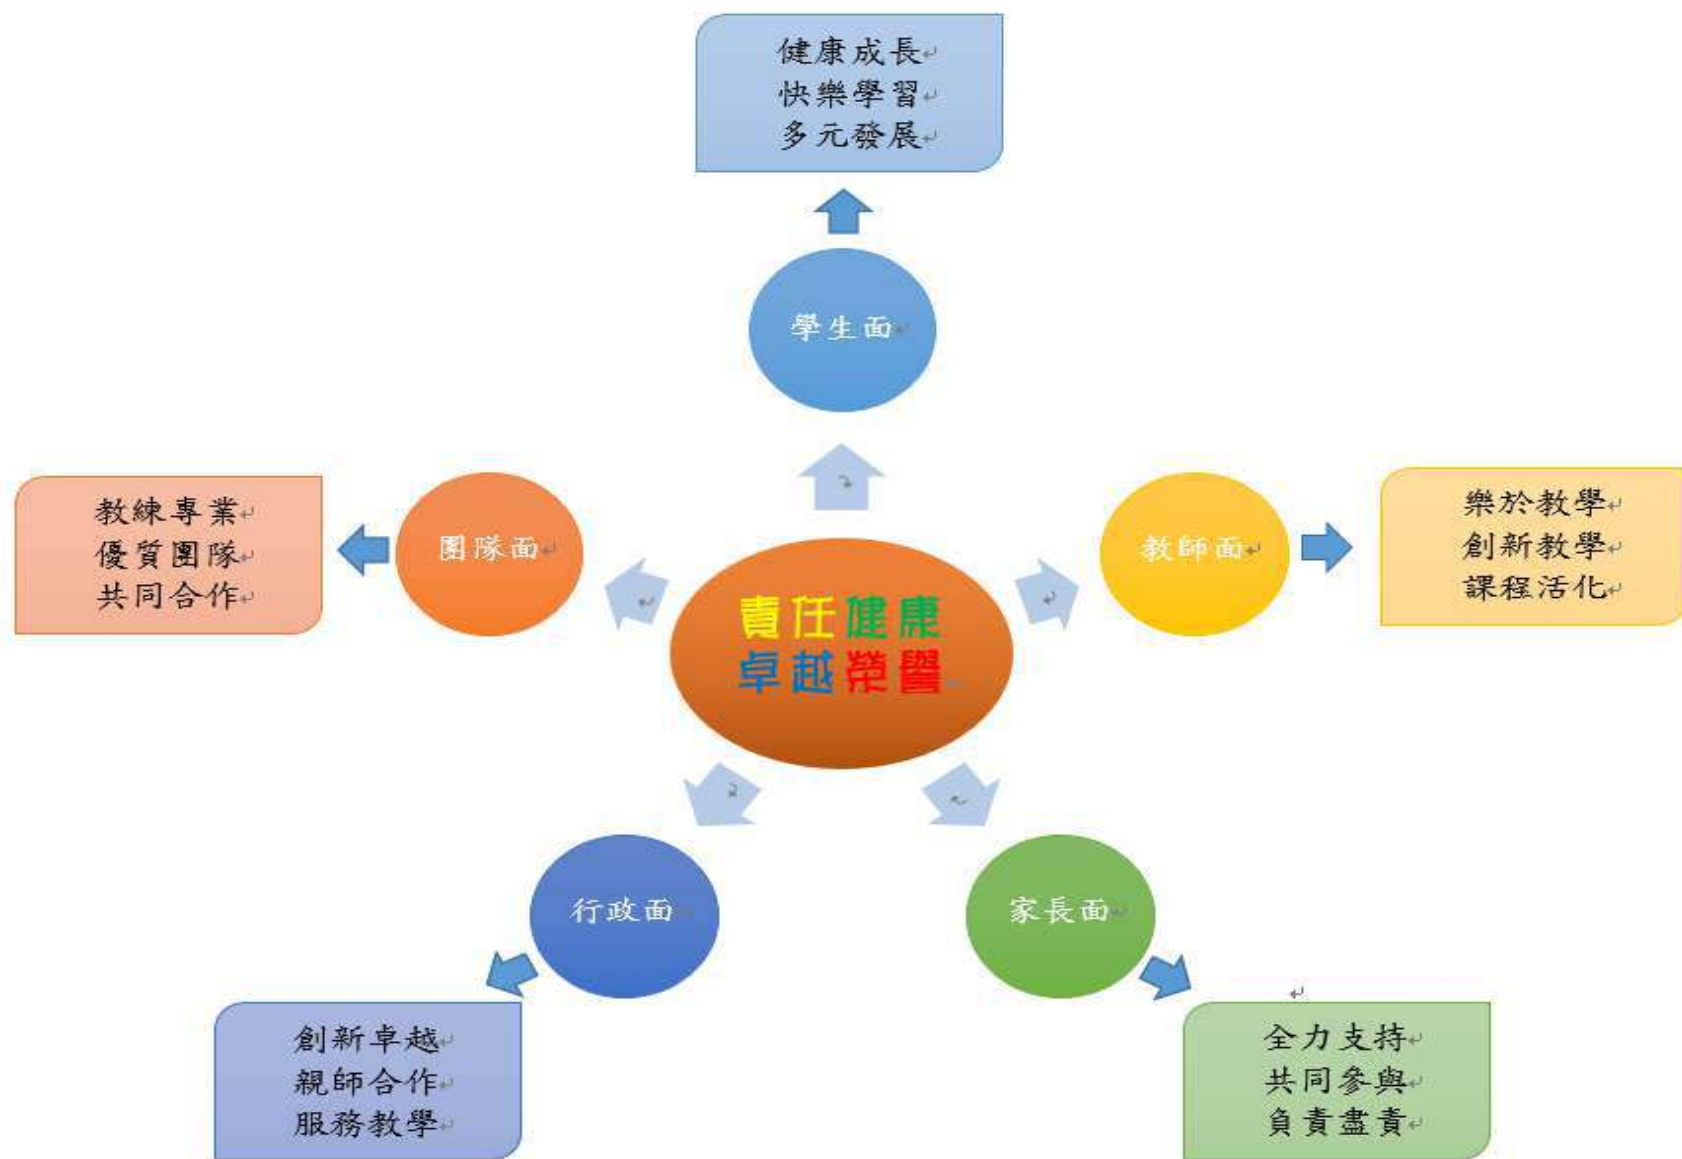 健康成長
快樂學習
多元發展
學生面
教練專業
優質團隊
共同合作
團隊面
教師面
樂於教學
創新教學
課程活化
責任健康
卓越榮譽
行政面
家長面
創新卓越
親師合作
服務教學
全力支持
共同參與
負責盡責